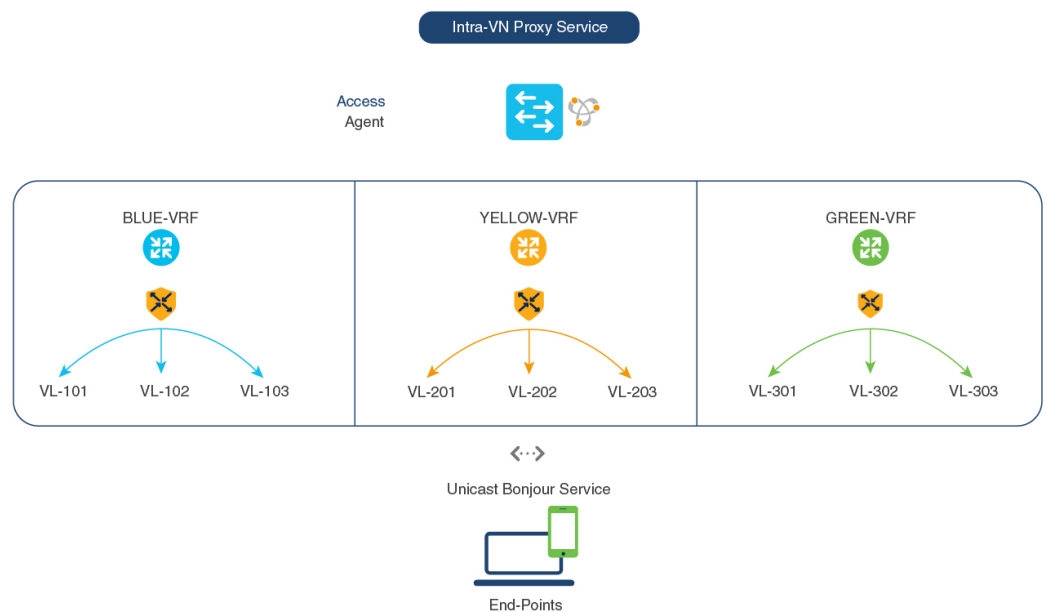 Intra-VN Proxy Service
Access
Agent
BLUE-VRF
YELLOW-VRF
GREEN-VRF
VL-101
VL-102
VL-103
VL-201
VL-202
VL-203
VL-301
VL-302
VL-303
Unicast Bonjour Service
End-Points